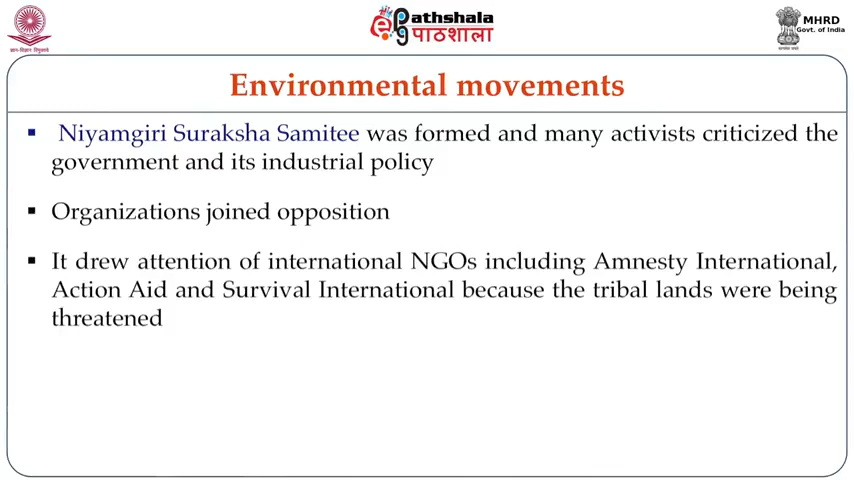 ePathshala
पाठशाला
MHRD
Govt. of India
Environmental movements
▪ Niyamgiri Suraksha Samitee was formed and many activists criticized the
government and its industrial policy
▪ Organizations joined opposition
▪ It drew attention of international NGOs including Amnesty International,
Action Aid and Survival International because the tribal lands were being
threatened